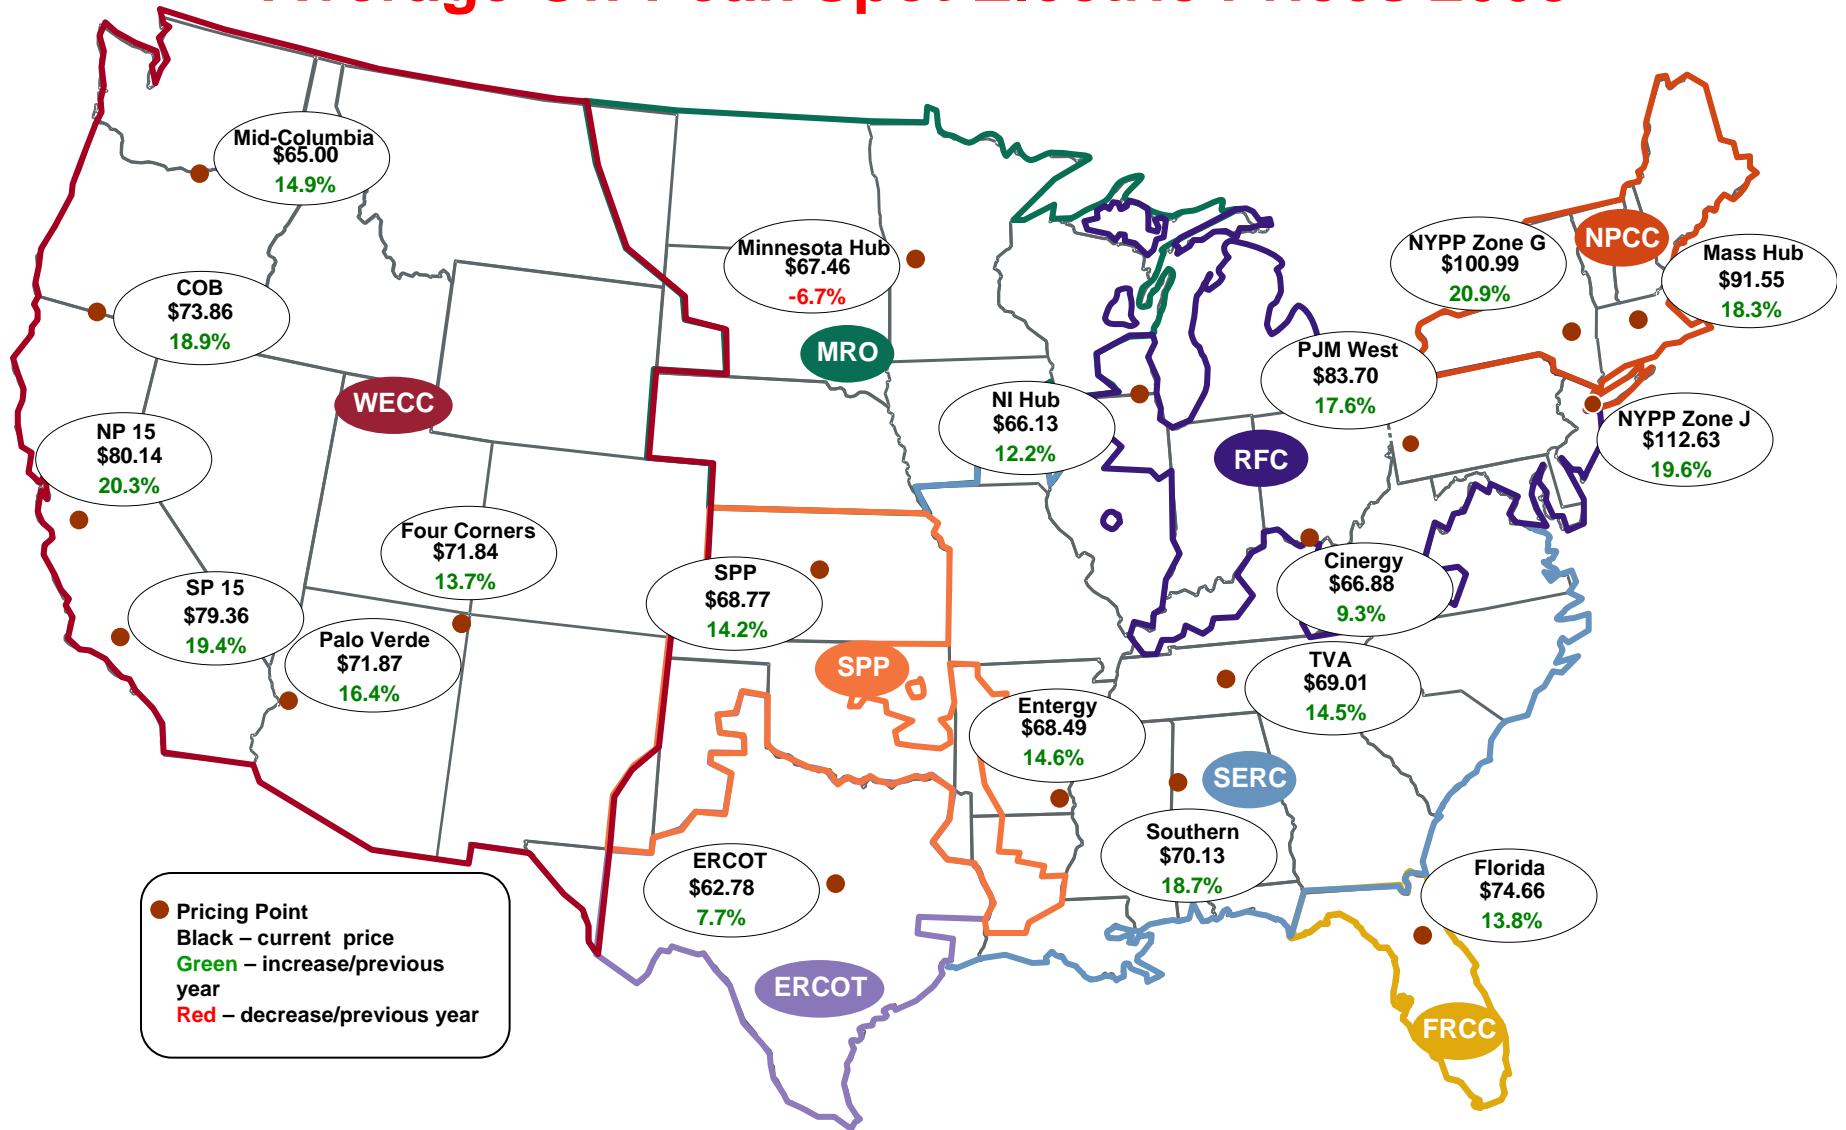 Mid-Columbia
$65.00
14.9%
Minnesota Hub
$67.46
-6.7%
NYPP Zone G
$100.99
20.9%
NPCC
Mass Hub
$91.55
18.3%
COB
$73.86
18.9%
MRO
PJM West
$83.70
17.6%
WECC
NI Hub
$66.13
12.2%
NYPP Zone J
$112.63
19.6%
NP 15
$80.14
20.3%
RFC
Four Corners
$71.84
13.7%
SPP
$68.77
14.2%
Cinergy
$66.88
9.3%
SP 15
$79.36
19.4%
Palo Verde
$71.87
16.4%
SPP
TVA
$69.01
14.5%
Entergy
$68.49
14.6%
SERC
Southern
$70.13
18.7%
ERCOT
$62.78
7.7%
Florida
$74.66
13.8%
ERCOT
FRCC
Pricing Point
Black – current price
Green – increase/previous
year
Red – decrease/previous year